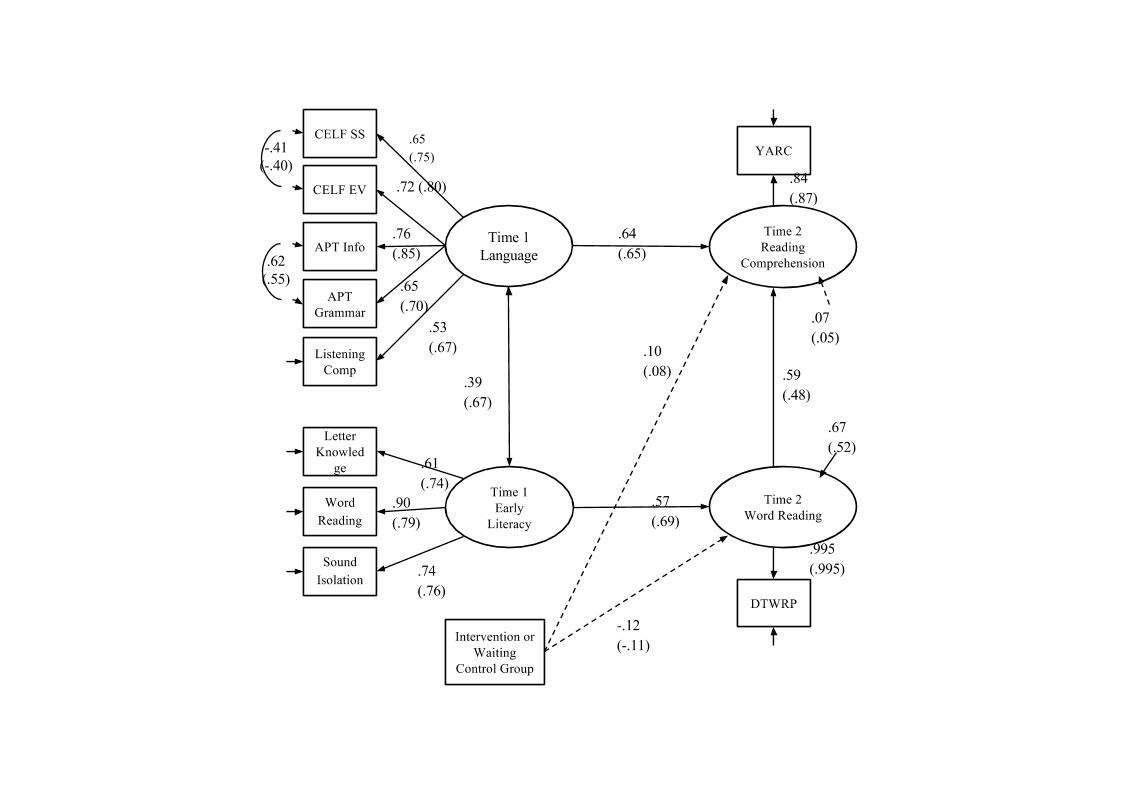 CELF SS
-.41
(-.40)
CELF EV
APT Info
.62
(.55)
APT
Grammar
Listening
Comp
.65
(.75)
.72 (.80)
.76
(.85)
.65
(.70)
.53
(.67)
Time 1
Language
.64
(.65)
YARC
.84
(.87)
Time 2
Reading
Comprehension
.07
(.05)
.10
(.08)
.39
(.67)
.59
(.48)
.67
(.52)
Letter
Knowled
ge
Word
Reading
Sound
Isolation
.61
(.74)
.90
(.79)
.74
(.76)
Time 1
Early
Literacy
.57
(.69)
Time 2
Word Reading
.995
(.995)
DTWRP
Intervention or
Waiting
Control Group
-.12
(-.11)